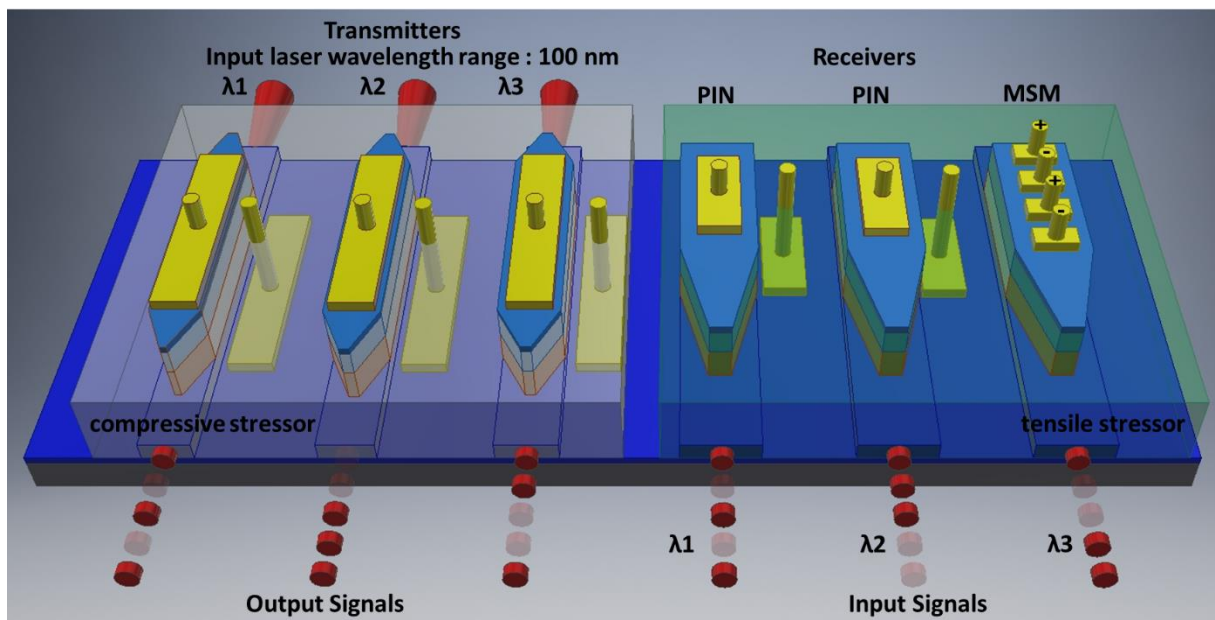 Transmitters
Input laser wavelength range : 100 nm
λ1 λ2 λ3
Receivers
PIN PIN MSM
+
-
+
-
compressive stressor
tensile stressor
λ1 λ2 λ3
Output Signals
Input Signals